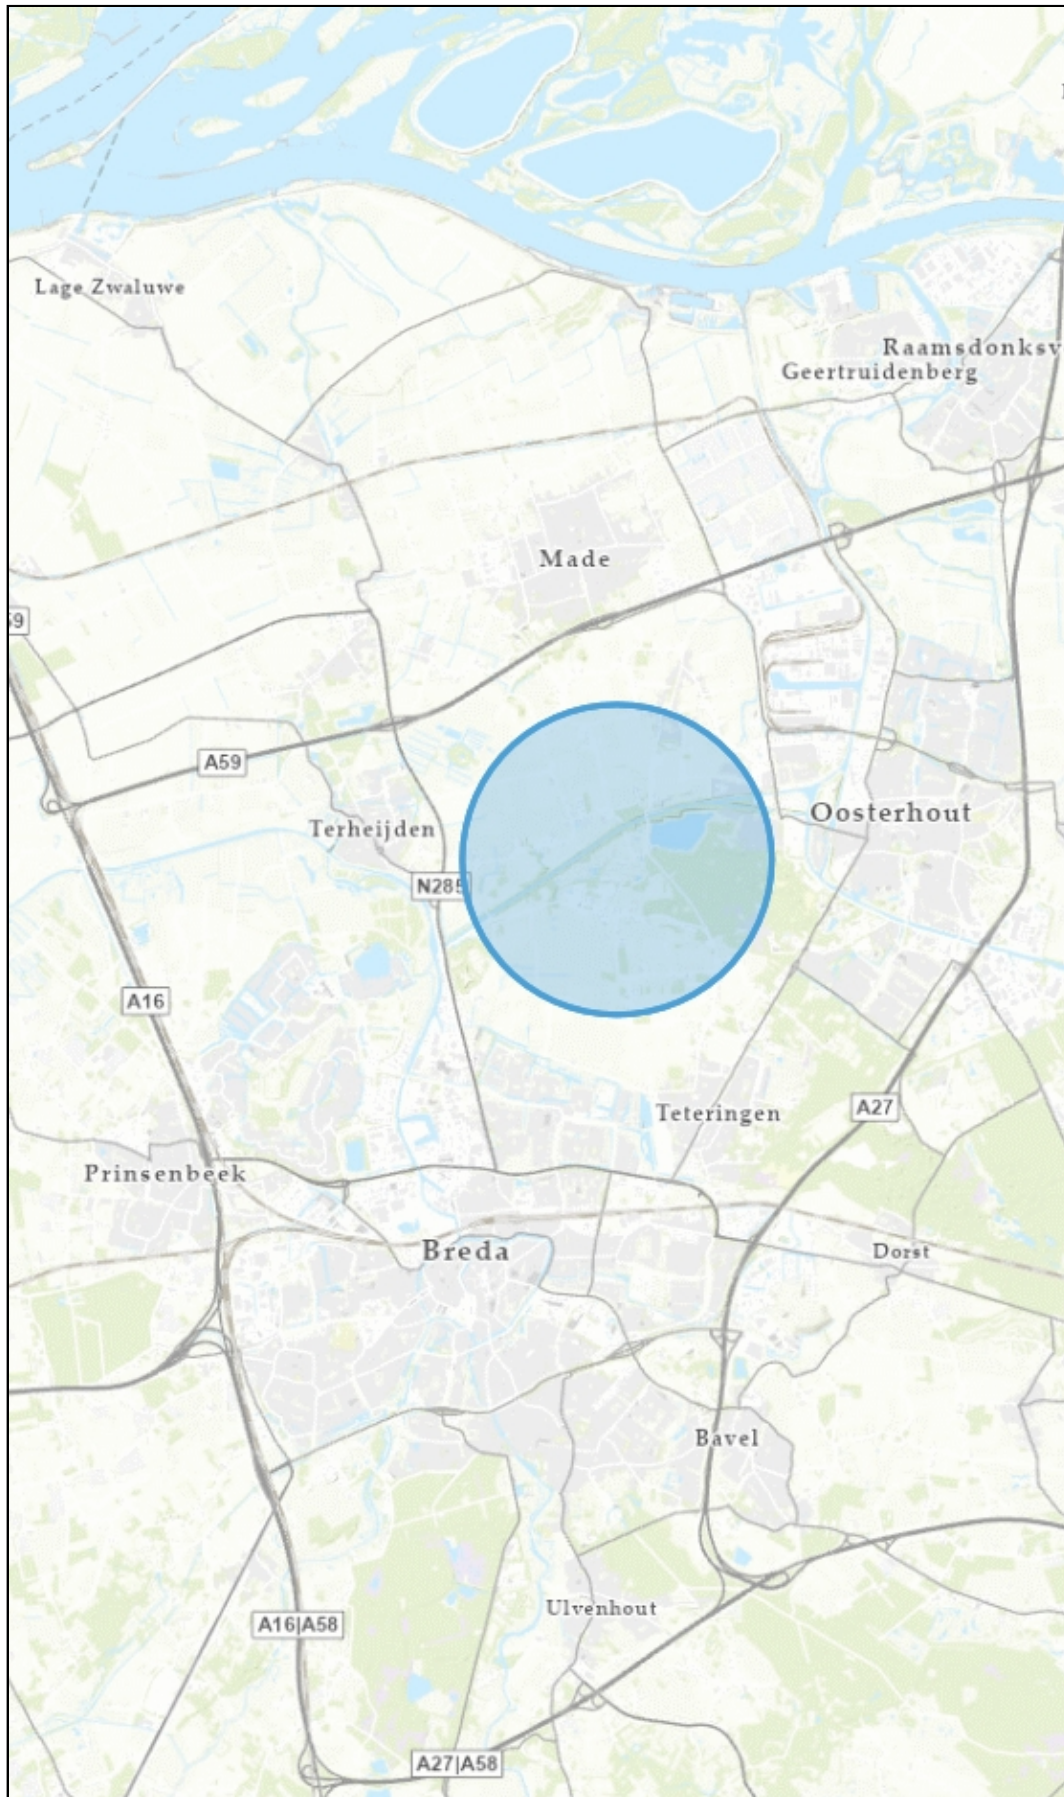 Lage Zwaluwe
Raamsdonksv
Geertruidenberg
Made
59
A59
Oosterhout
Terheijden
N285
A16
A27
Teteringen
Prinsenbeek
Breda
Dorst
Bavel
Ulvenhout
A16|A58
A27|A58